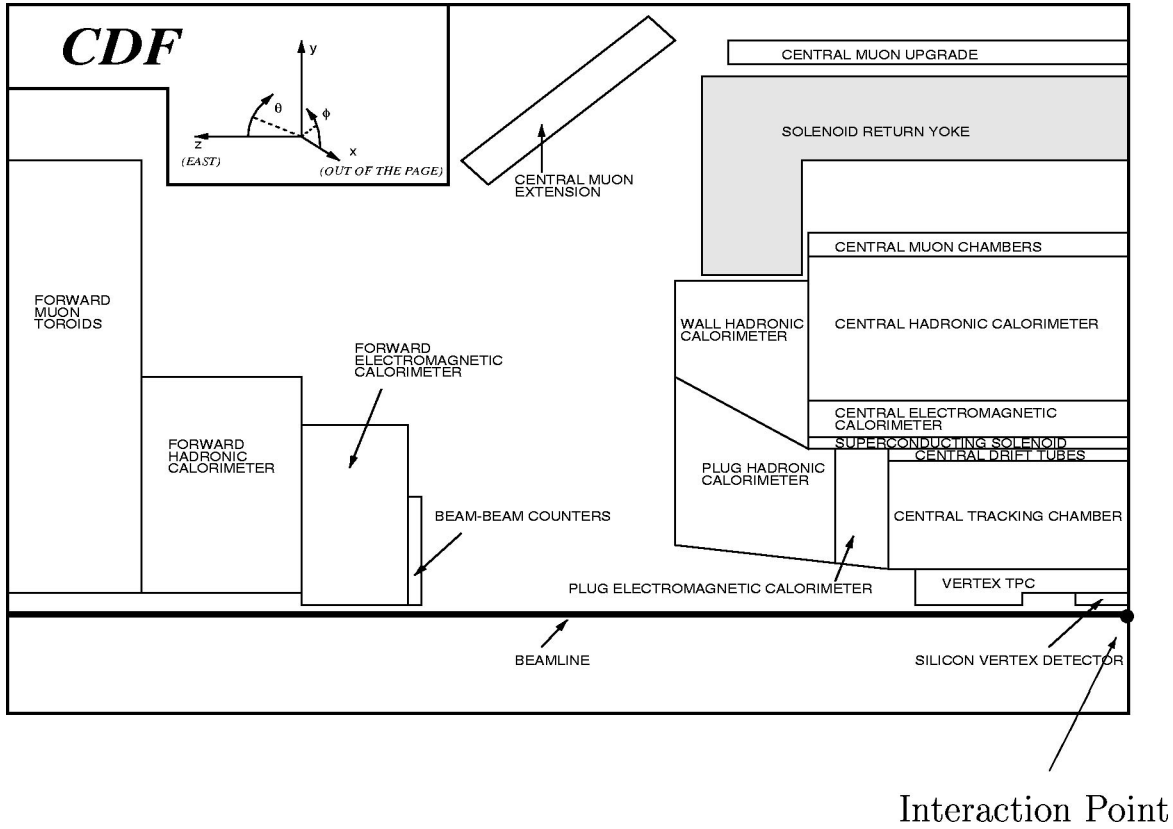 CDF
y
θ
φ
z
x
(EAST)
(OUT OF THE PAGE)
CENTRAL MUON
EXTENSION
CENTRAL MUON UPGRADE
SOLENOID RETURN YOKE
CENTRAL MUON CHAMBERS
FORWARD
MUON
TOROIDS
WALL HADRONIC
CALORIMETER
CENTRAL HADRONIC CALORIMETER
FORWARD
ELECTROMAGNETIC
CALORIMETER
CENTRAL ELECTROMAGNETIC
CALORIMETER
SUPERCONDUCTING SOLENOID
CENTRAL DRIFT TUBES
FORWARD
HADRONIC
CALORIMETER
PLUG HADRONIC
CALORIMETER
BEAM-BEAM COUNTERS
CENTRAL TRACKING CHAMBER
PLUG ELECTROMAGNETIC CALORIMETER
VERTEX TPC
BEAMLINE
SILICON VERTEX DETECTOR
Interaction Point